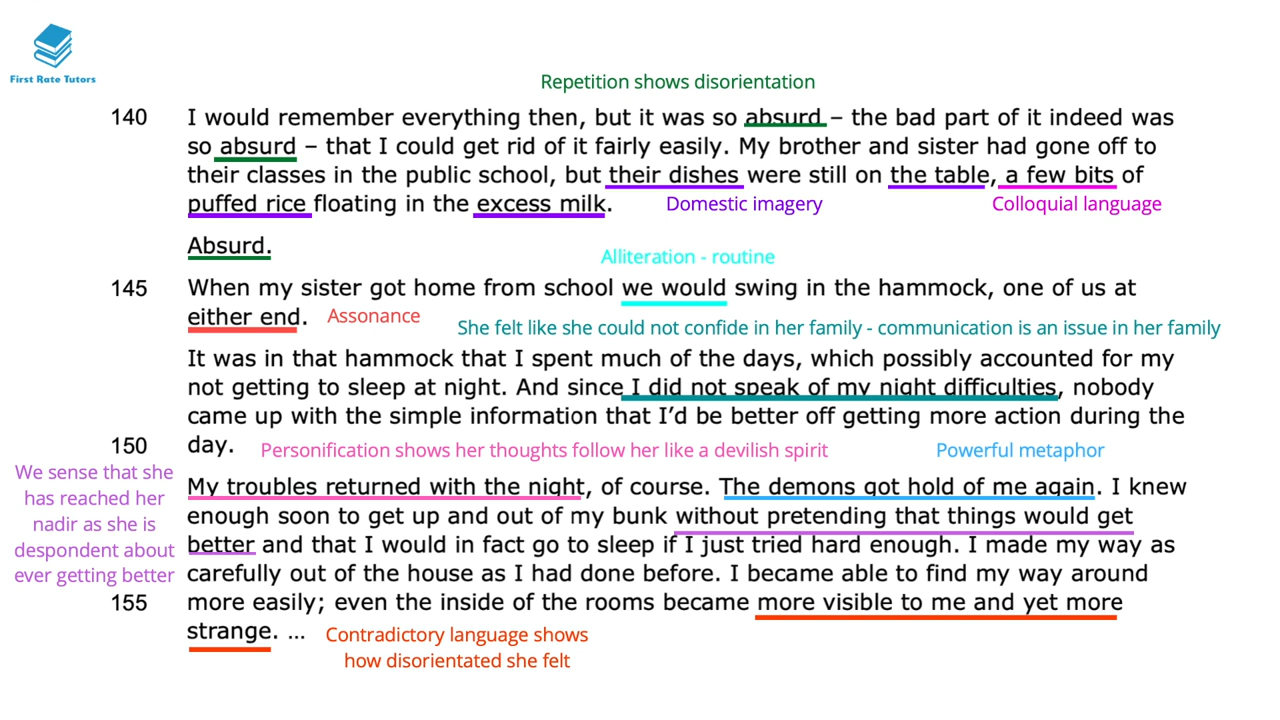 First Rate Tutors
Repetition shows disorientation
140 I would remember everything then, but it was so absurd – the bad part of it indeed was
so absurd – that I could get rid of it fairly easily. My brother and sister had gone off to
their classes in the public school, but their dishes were still on the table, a few bits of
puffed rice floating in the excess milk.
Domestic imagery
Colloquial language
Absurd.
Alliteration - routine
145 When my sister got home from school we would swing in the hammock, one of us at
either end.
Assonance
She felt like she could not confide in her family - communication is an issue in her family
It was in that hammock that I spent much of the days, which possibly accounted for my
not getting to sleep at night. And since I did not speak of my night difficulties, nobody
came up with the simple information that I'd be better off getting more action during the
150 day.
Personification shows her thoughts follow her like a devilish spirit
Powerful metaphor
We sense that she
has reached her
nadir as she is
despondent about
ever getting better
My troubles returned with the night, of course. The demons got hold of me again. I knew
enough soon to get up and out of my bunk without pretending that things would get
better and that I would in fact go to sleep if I just tried hard enough. I made my way as
carefully out of the house as I had done before. I became able to find my way around
155 more easily; even the inside of the rooms became more visible to me and yet more
strange. ...
Contradictory language shows
how disorientated she felt